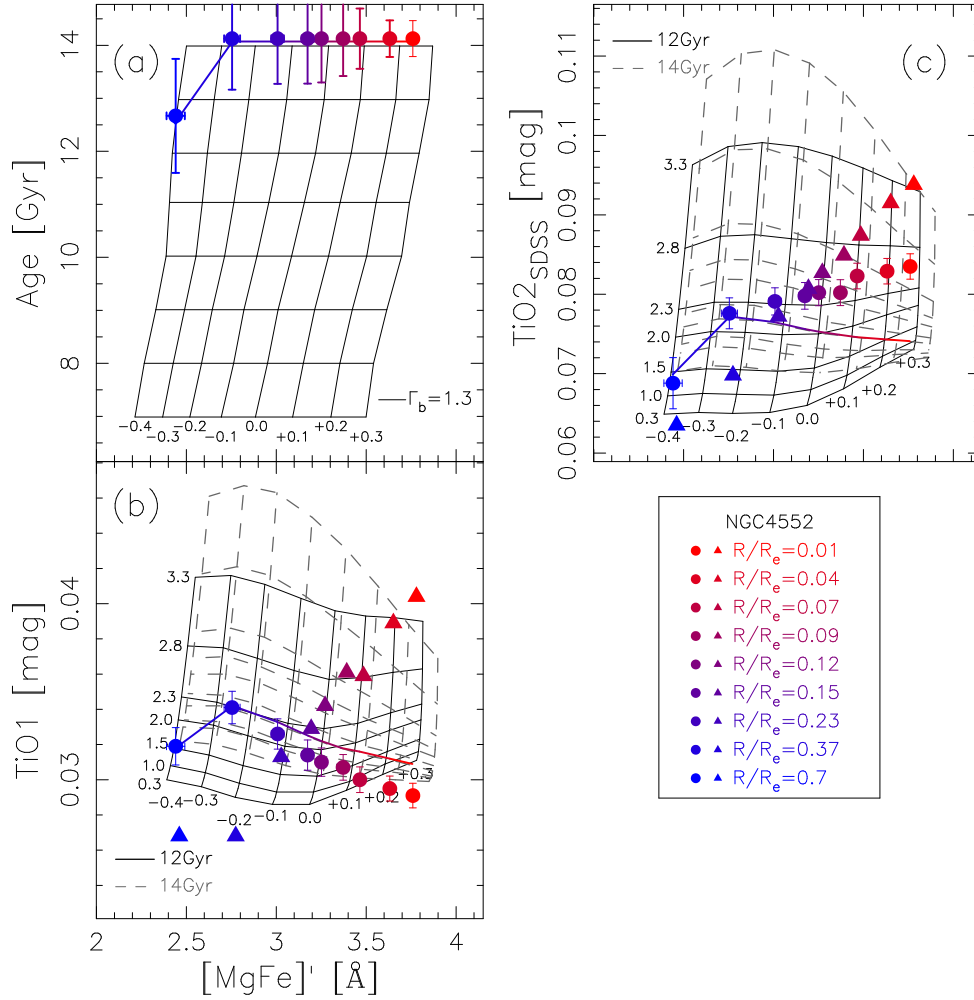 (a)
14
12
10
8
Age [Gyr]
Γb=1.3
−0.4
−0.3
−0.2
−0.1
0.0
+0.1
+0.2
+0.3
(b)
0.04
0.03
TiO1 [mag]
3.3
2.8
2.3
2.0
1.5
1.0
0.3
−0.4
−0.3
−0.2
−0.1
0.0
+0.1
+0.2
+0.3
12Gyr
14Gyr
2
2.5
3
3.5
4
[MgFe]' [Å]
12Gyr
14Gyr
(c)
0.11
0.1
0.09
0.08
0.07
0.06
TiO2SDSS [mag]
3.3
2.8
2.3
2.0
1.5
1.0
0.3
−0.4
−0.3
−0.2
−0.1
0.0
+0.1
+0.2
+0.3
NGC4552
R/Re=0.01
R/Re=0.04
R/Re=0.07
R/Re=0.09
R/Re=0.12
R/Re=0.15
R/Re=0.23
R/Re=0.37
R/Re=0.7